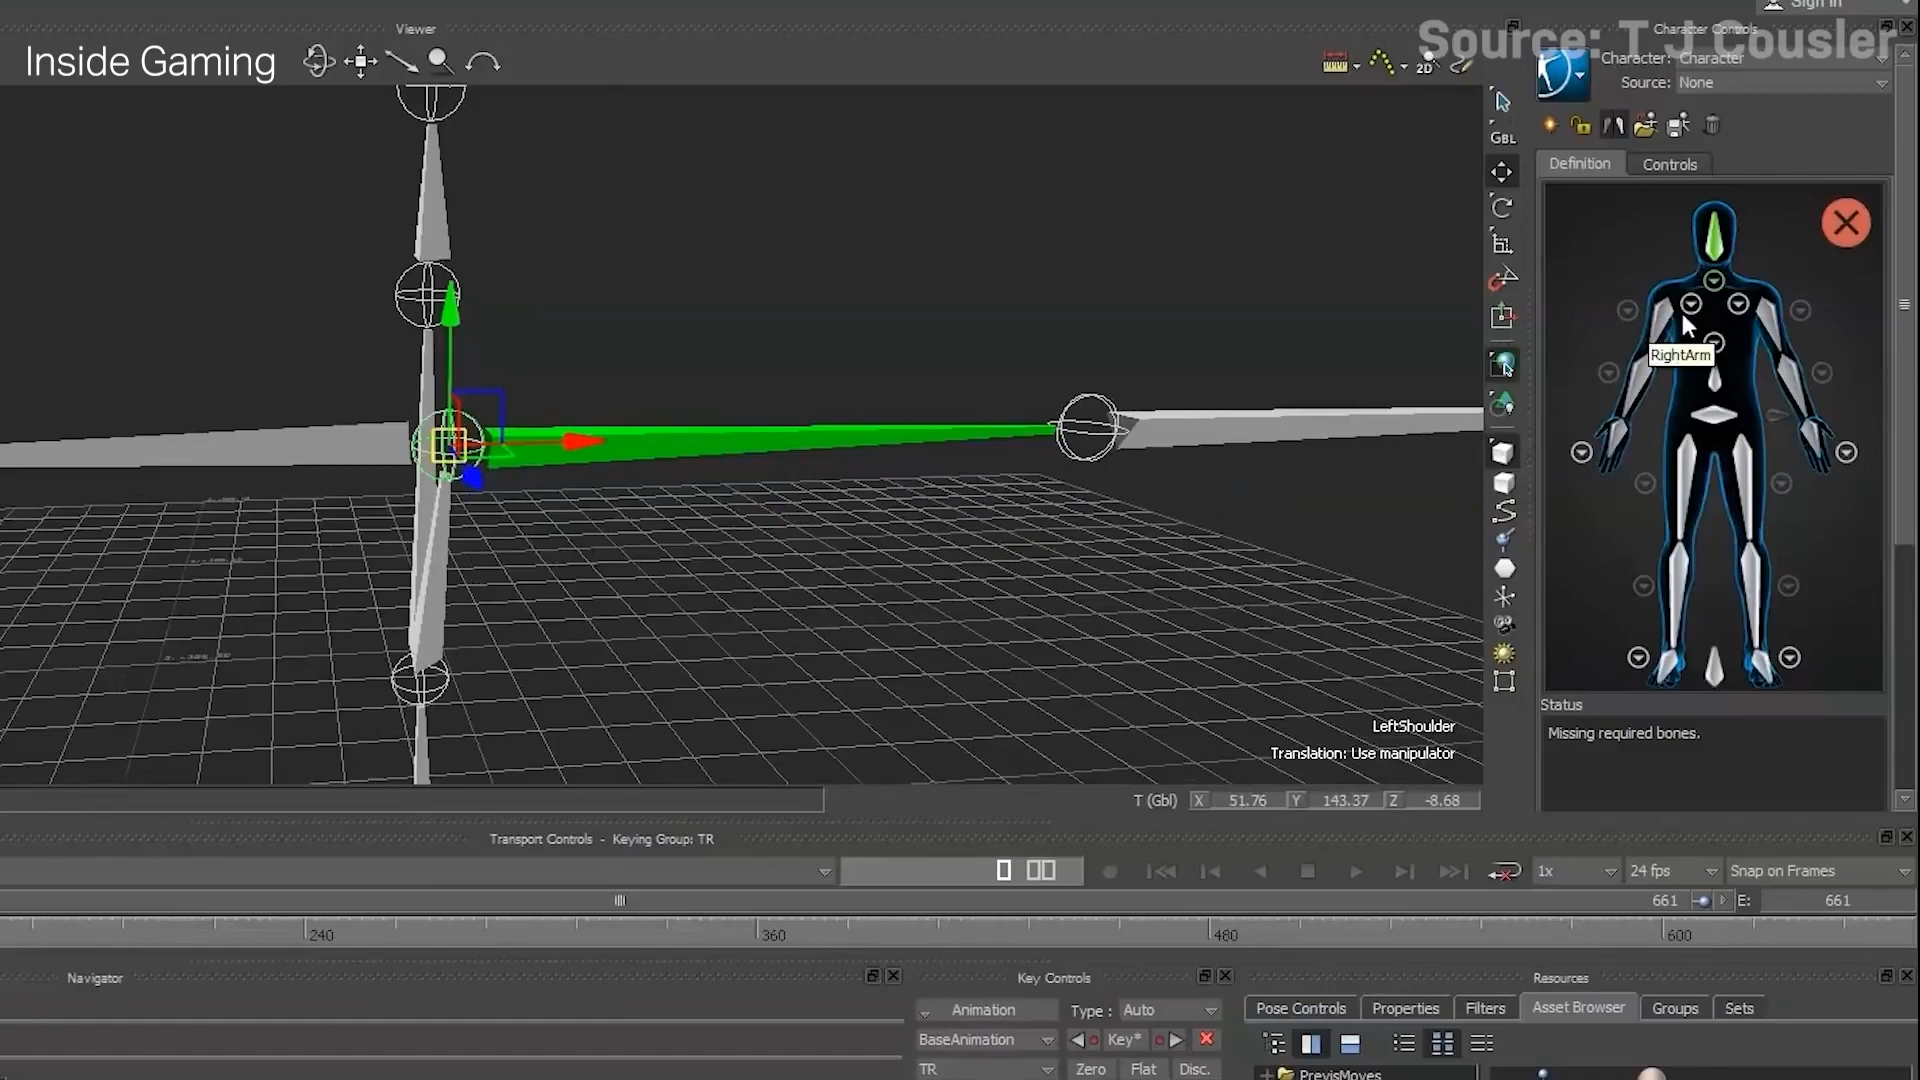 Sign in
Viewer
Character Controls
Inside Gaming
Source: T J Cousler
2D
Character: Character
Source: None
GBL
Definition
Controls
RightArm
Status
Missing required bones.
LeftShoulder
Translation: Use manipulator
T (Gbl) X 51.76 Y 143.37 Z -8.68
Transport Controls - Keying Group: TR
1x
24 fps
Snap on Frames
661
E:
661
240
360
480
600
Navigator
Key Controls
Resources
Animation
Type : Auto
Pose Controls
Properties
Filters
Asset Browser
Groups
Sets
BaseAnimation
Key*
TR
Zero
Flat
Disc.
PrevisMoves